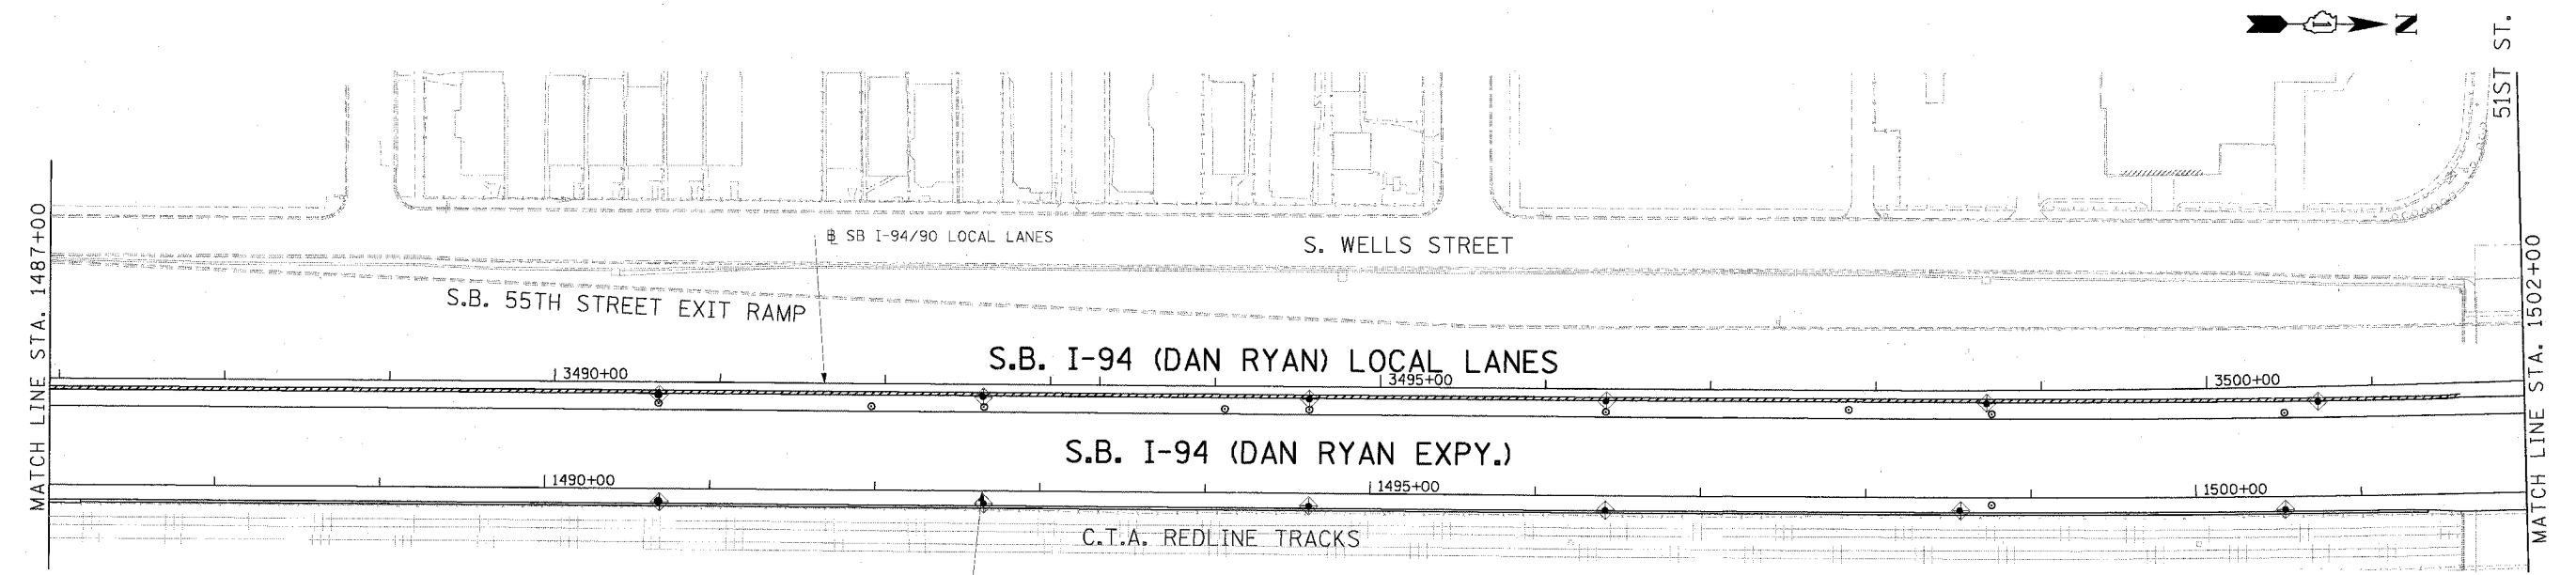 N
51ST ST.
MATCH LINE STA. 1487+00
MATCH LINE STA. 1502+00
℄ SB I-94/90 LOCAL LANES
S. WELLS STREET
S.B. 55TH STREET EXIT RAMP
S.B. I-94 (DAN RYAN) LOCAL LANES
3490+00
3495+00
3500+00
S.B. I-94 (DAN RYAN EXPY.)
1490+00
1495+00
1500+00
C.T.A. REDLINE TRACKS